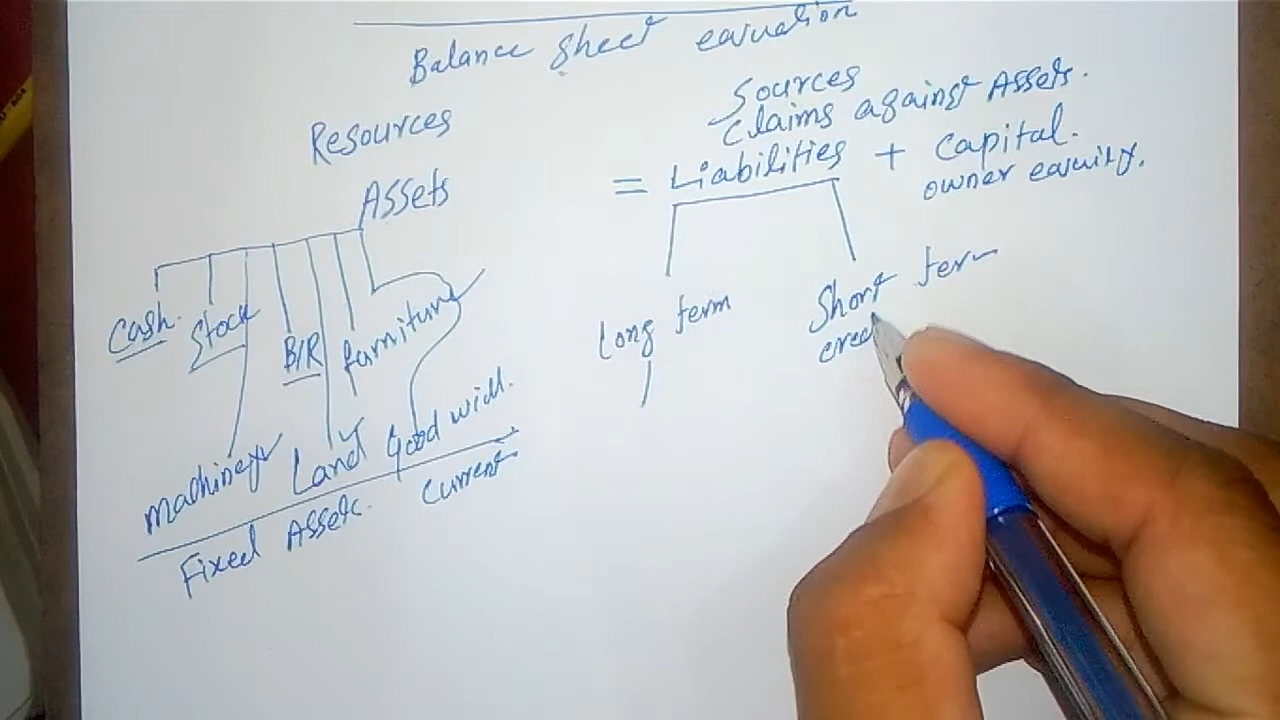 Balance sheet equation
Resources
Assets
Sources
claims against Assets.
= Liabilities + Capital.
owner equity.
Cash.
Stock
B/R
furniture
machinery
Land
Good will.
Fixed Assets.
Current
Long term
Short term
cred